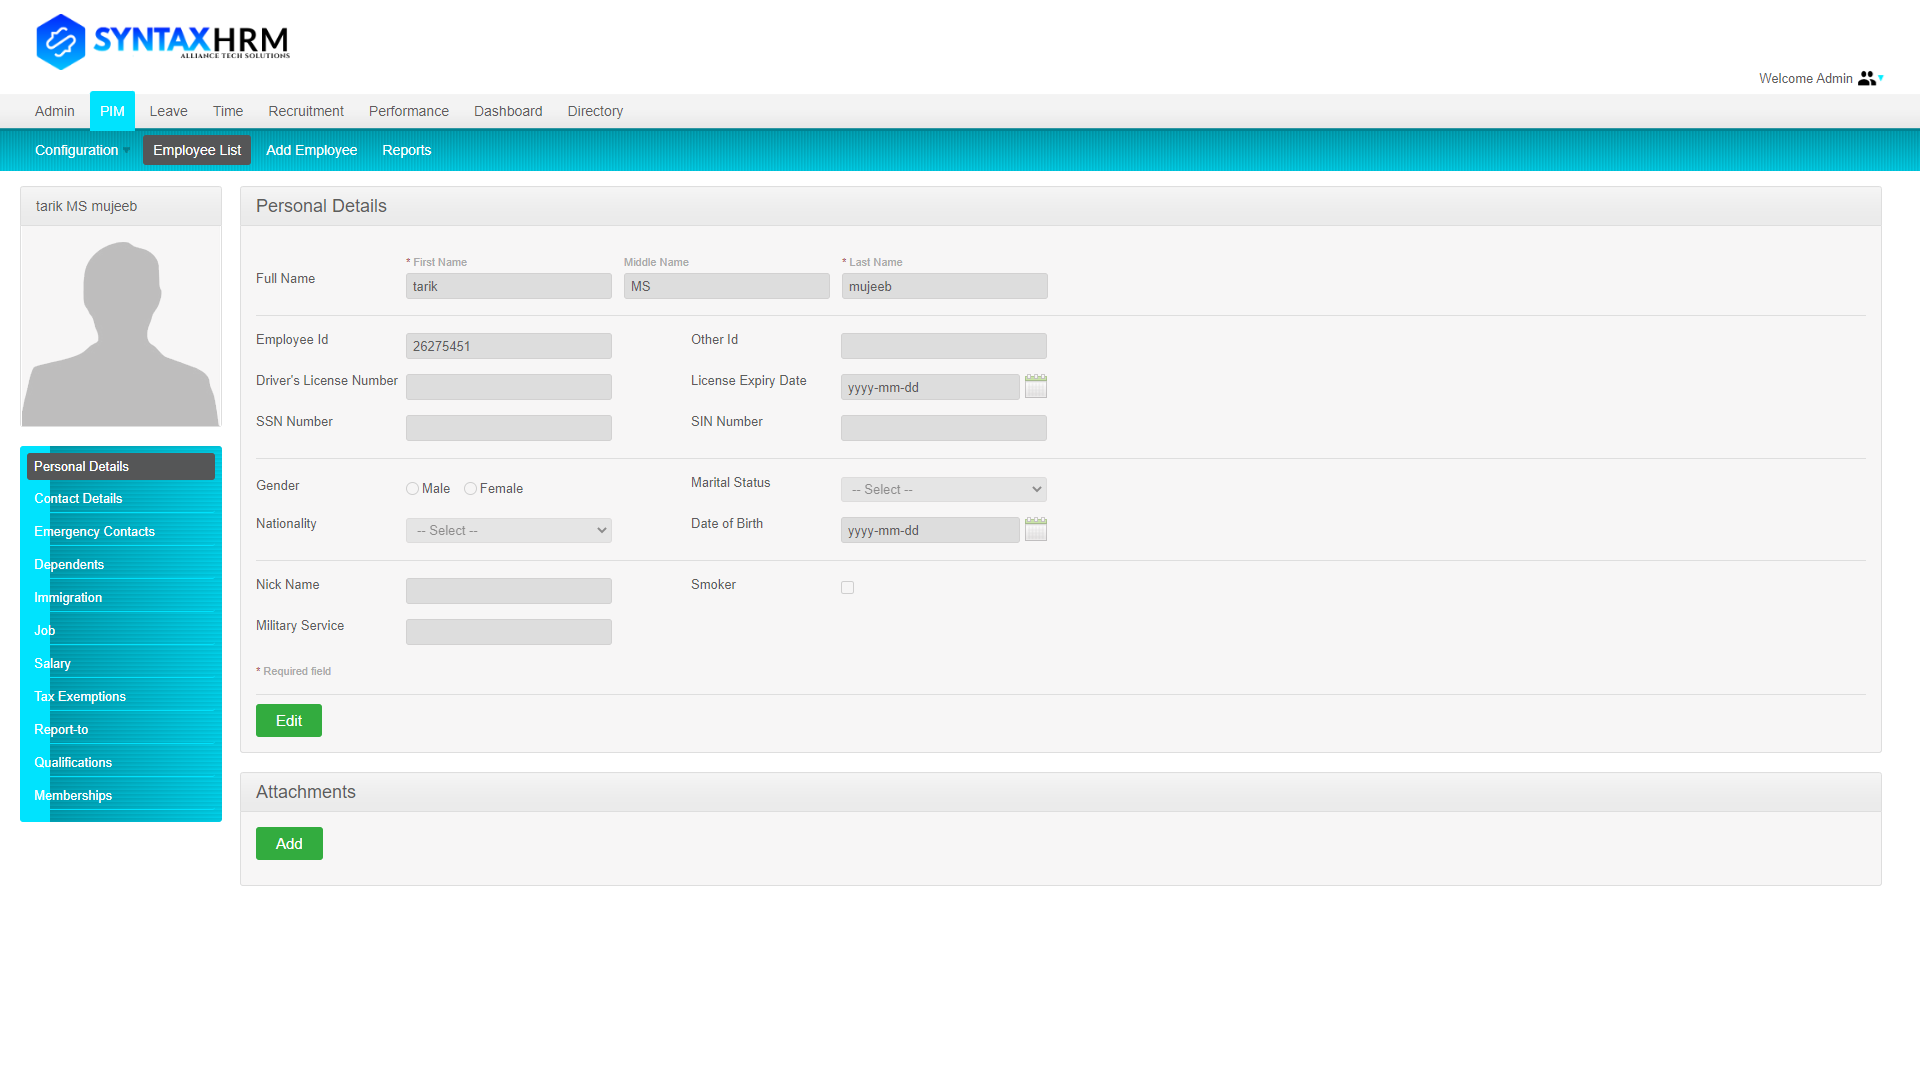 SYNTAXHRM
ALLIANCE TECH SOLUTIONS
Welcome Admin
Admin PIM Leave Time Recruitment Performance Dashboard Directory
Configuration Employee List Add Employee Reports
tarik MS mujeeb
Personal Details
Contact Details
Emergency Contacts
Dependents
Immigration
Job
Salary
Tax Exemptions
Report-to
Qualifications
Memberships
Personal Details
* First Name Middle Name * Last Name
Full Name tarik MS mujeeb
Employee Id 26275451 Other Id
Driver's License Number License Expiry Date yyyy-mm-dd
SSN Number SIN Number
Gender Male Female Marital Status -- Select --
Nationality -- Select -- Date of Birth yyyy-mm-dd
Nick Name Smoker
Military Service
* Required field
Edit
Attachments
Add